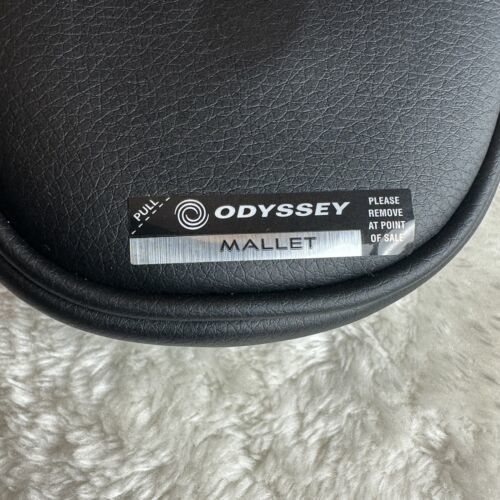 PULL
ODYSSEY
MALLET
PLEASE
REMOVE
AT POINT
OF SALE